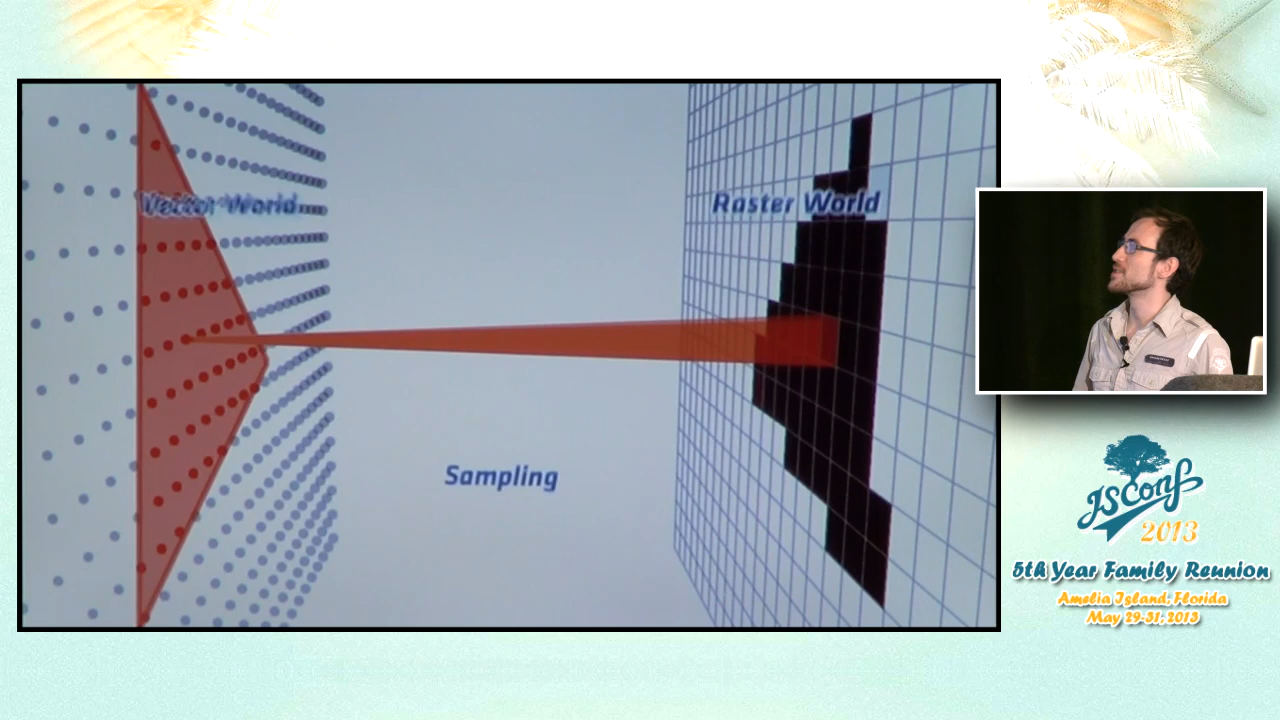 Vector World
Raster World
Sampling
JSConf
2013
5th Year Family Reunion
Amelia Island, Florida
May 29-31, 2013